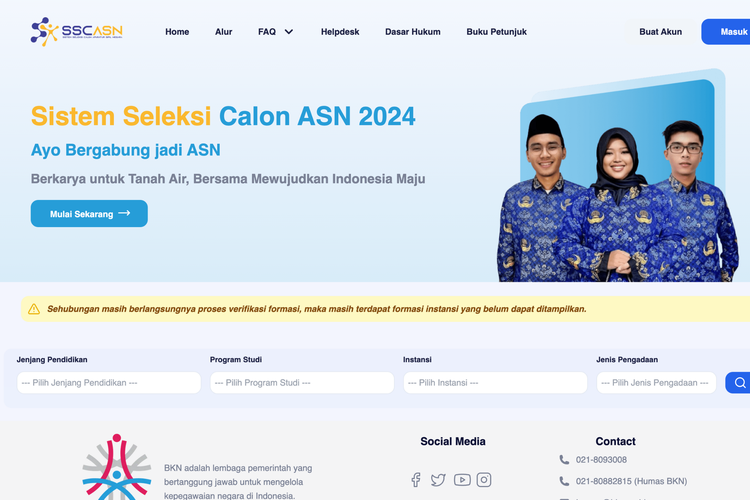 SSCASN
Home
Alur
FAQ
Helpdesk
Dasar Hukum
Buku Petunjuk
Buat Akun
Masuk
Sistem Seleksi Calon ASN 2024
Ayo Bergabung jadi ASN
Berkarya untuk Tanah Air, Bersama Mewujudkan Indonesia Maju
Mulai Sekarang →
Sehubungan masih berlangsungnya proses verifikasi formasi, maka masih terdapat formasi instansi yang belum dapat ditampilkan.
Jenjang Pendidikan
Program Studi
Instansi
Jenis Pengadaan
--- Pilih Jenjang Pendidikan ---
--- Pilih Program Studi ---
--- Pilih Instansi ---
--- Pilih Jenis Pengadaan ---
BKN adalah lembaga pemerintah yang
bertanggung jawab untuk mengelola
kepegawaian negara di Indonesia.
Social Media
Contact
021-8093008
021-80882815 (Humas BKN)